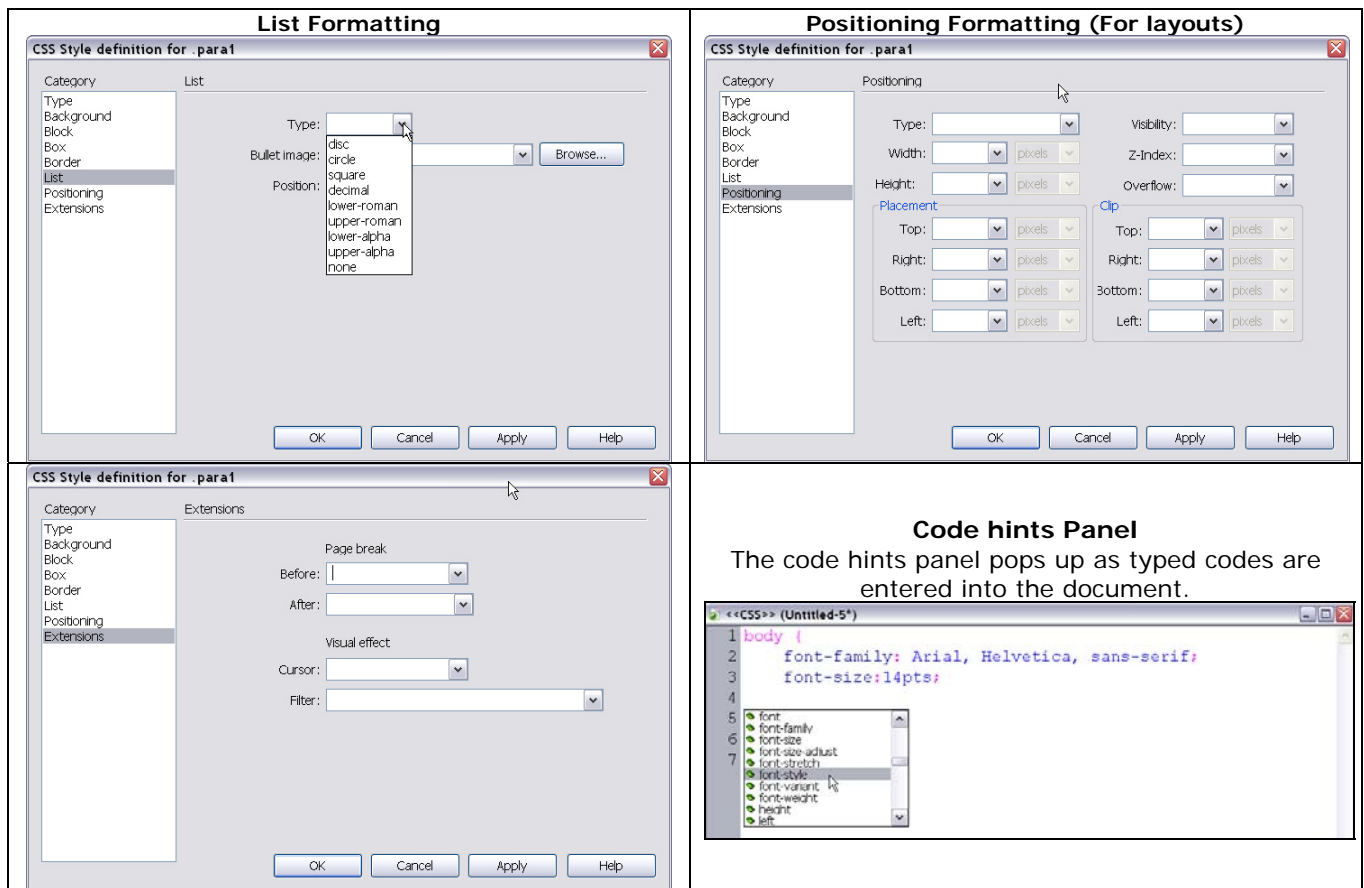 List Formatting
CSS Style definition for .para1
Category
List
Type
Background
Block
Box
Border
List
Positioning
Extensions
Type:
disc
circle
square
decimal
lower-roman
upper-roman
lower-alpha
upper-alpha
none
Bullet image:
Browse...
Position:
OK
Cancel
Apply
Help
Positioning Formatting (For layouts)
CSS Style definition for .para1
Category
Positioning
Type
Background
Block
Box
Border
List
Positioning
Extensions
Type:
Visibility:
Width:
pixels
Z-Index:
Height:
pixels
Overflow:
Placement
Top:
pixels
Right:
pixels
Bottom:
pixels
Left:
pixels
Clip
Top:
pixels
Right:
pixels
Bottom:
pixels
Left:
pixels
OK
Cancel
Apply
Help
CSS Style definition for .para1
Category
Extensions
Type
Background
Block
Box
Border
List
Positioning
Extensions
Page break
Before:
After:
Visual effect
Cursor:
Filter:
OK
Cancel
Apply
Help
Code hints Panel
The code hints panel pops up as typed codes are
entered into the document.
<<CSS>> (Untitled-5*)
1 body {
2 font-family: Arial, Helvetica, sans-serif;
3 font-size:14pts;
4
5
6
7
font
font-family
font-size
font-size-adjust
font-stretch
font-style
font-variant
font-weight
height
left